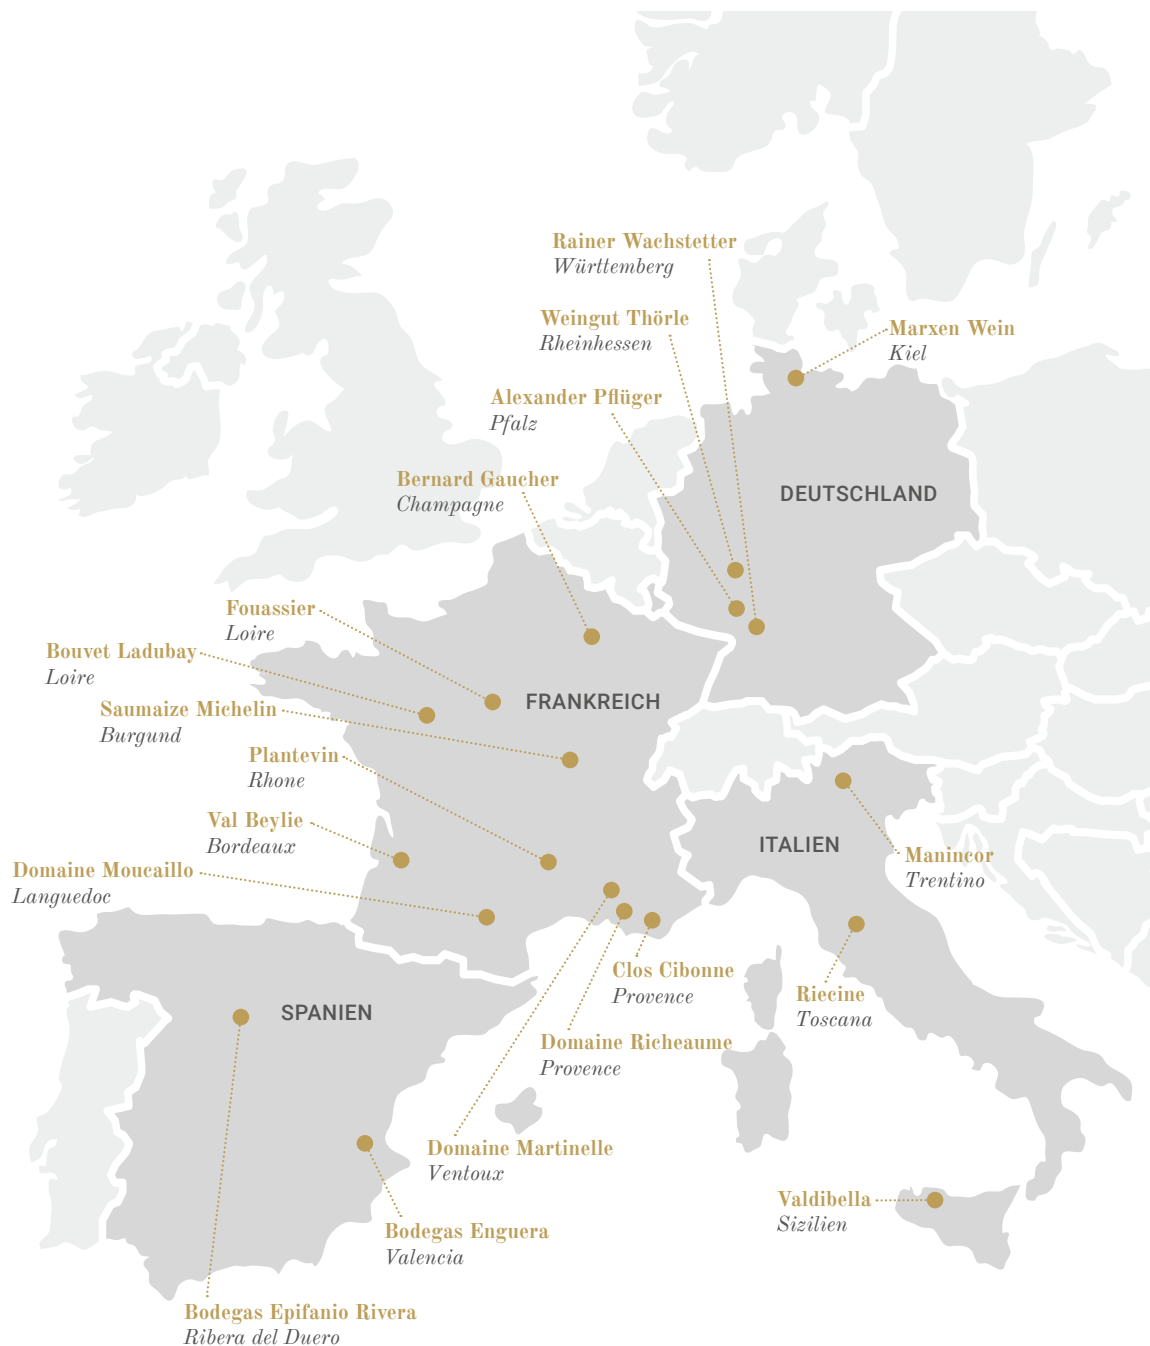 Rainer Wachstetter
Württemberg
Weingut Thörle
Rheinhessen
Marxen Wein
Kiel
Alexander Pflüger
Pfalz
Bernard Gaucher
Champagne
DEUTSCHLAND
Fouassier
Loire
Bouvet Ladubay
Loire
FRANKREICH
Saumaize Michelin
Burgund
Plantevin
Rhone
Val Beylie
Bordeaux
ITALIEN
Manincor
Trentino
Domaine Moucaillo
Languedoc
Clos Cibonne
Provence
Riecine
Toscana
SPANIEN
Domaine Richeaume
Provence
Domaine Martinelle
Ventoux
Valdibella
Sizilien
Bodegas Enguera
Valencia
Bodegas Epifanio Rivera
Ribera del Duero